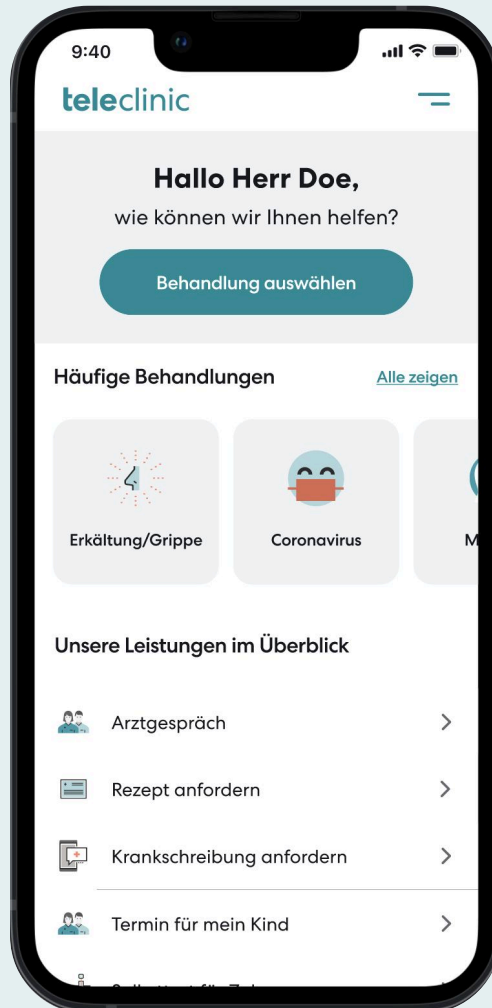 9:40
teleclinic
Hallo Herr Doe,
wie können wir Ihnen helfen?
Behandlung auswählen
Häufige Behandlungen
Alle zeigen
Erkältung/Grippe
Coronavirus
M
Unsere Leistungen im Überblick
Arztgespräch
Rezept anfordern
Krankschreibung anfordern
Termin für mein Kind